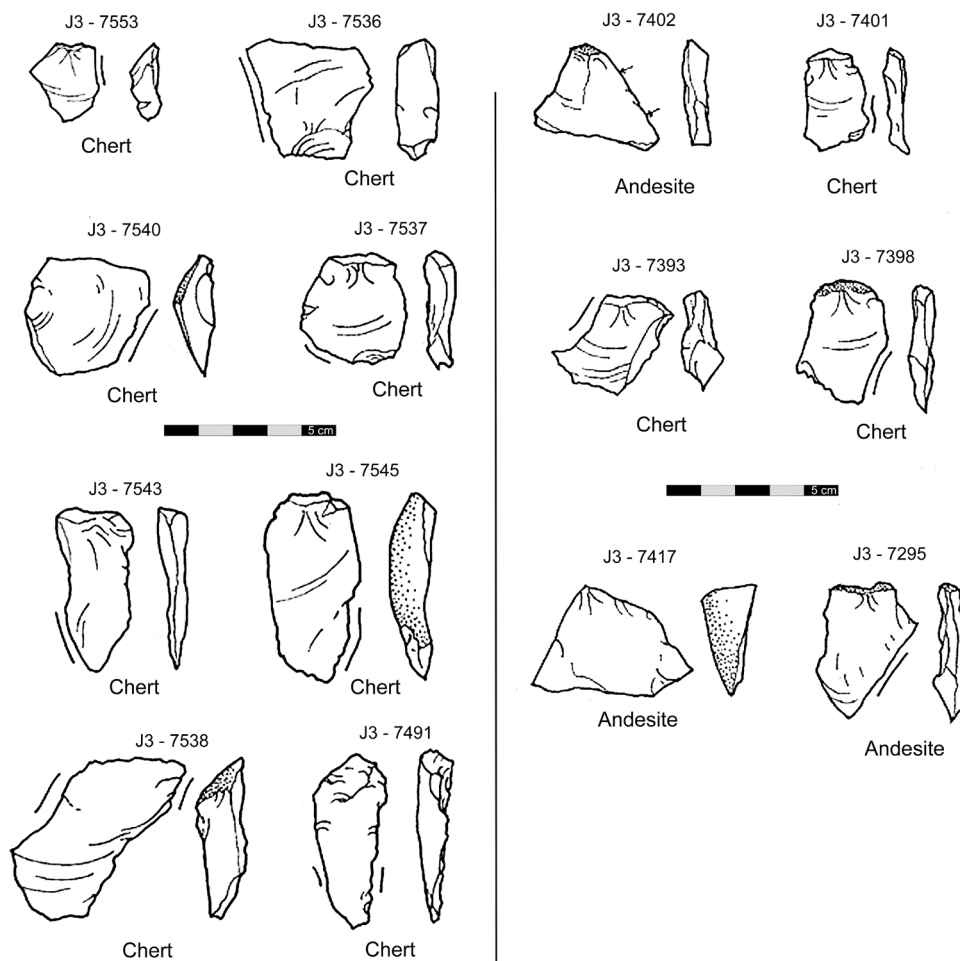 J3 - 7553
J3 - 7536
Chert
Chert
J3 - 7540
J3 - 7537
Chert
Chert
5 cm
J3 - 7543
J3 - 7545
Chert
Chert
J3 - 7538
J3 - 7491
Chert
Chert
J3 - 7402
J3 - 7401
Andesite
Chert
J3 - 7393
J3 - 7398
Chert
Chert
5 cm
J3 - 7417
J3 - 7295
Andesite
Andesite